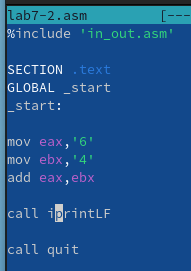 lab7-2.asm [---
%include 'in_out.asm'
SECTION .text
GLOBAL _start
_start:
mov eax,'6'
mov ebx,'4'
add eax,ebx
call iprintLF
call quit